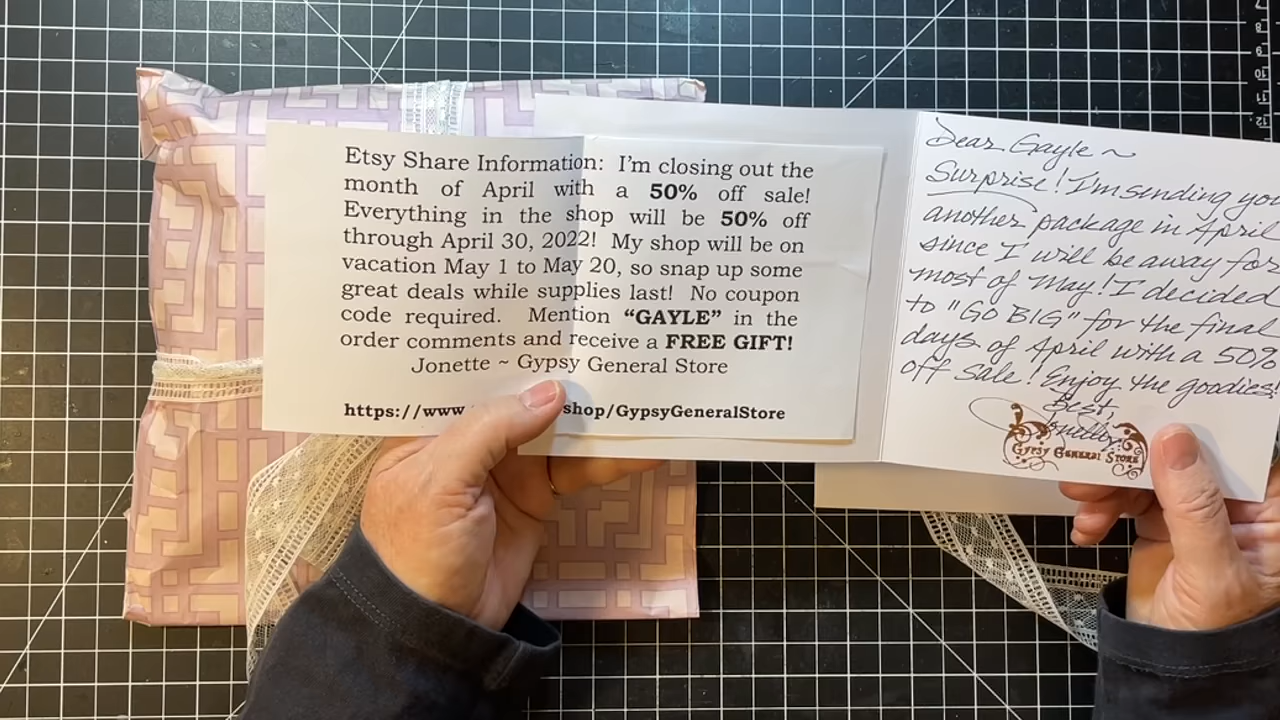 Etsy Share Information: I'm closing out the
month of April with a 50% off sale!
Everything in the shop will be 50% off
through April 30, 2022! My shop will be on
vacation May 1 to May 20, so snap up some
great deals while supplies last! No coupon
code required. Mention "GAYLE" in the
order comments and receive a FREE GIFT!
Jonette ~ Gypsy General Store
https://www shop/GypsyGeneralStore
Dear Gayle ~
Surprise! I'm sending you
another package in April
since I will be away for
most of May! I decided
to "GO BIG" for the final
days of April with a 50%
off sale! Enjoy the goodies!
Best,
GYPSY GENERAL STORE